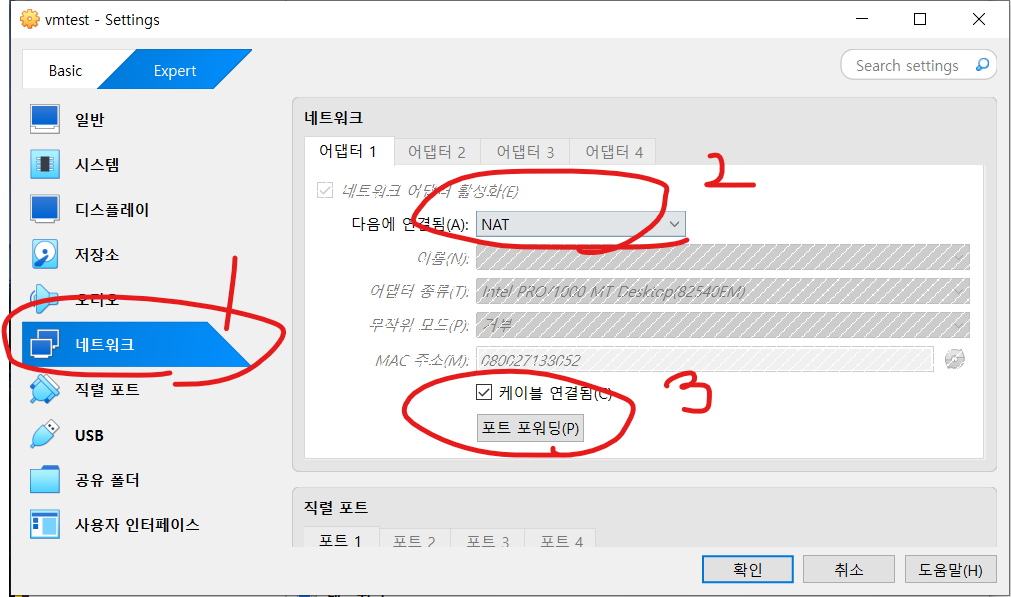 vmtest - Settings
Basic
Expert
Search settings
일반
시스템
디스플레이
저장소
오디오
네트워크
직렬 포트
USB
공유 폴더
사용자 인터페이스
네트워크
어댑터 1
어댑터 2
어댑터 3
어댑터 4
네트워크 어댑터 활성화(E)
다음에 연결됨(A):
NAT
이름(N):
어댑터 종류(T):
Intel PRO/1000 MT Desktop(82540EM)
무작위 모드(P):
거부
MAC 주소(M):
080027133052
케이블 연결됨(C)
포트 포워딩(P)
1
2
3
직렬 포트
포트 1
포트 2
포트 3
포트 4
확인
취소
도움말(H)